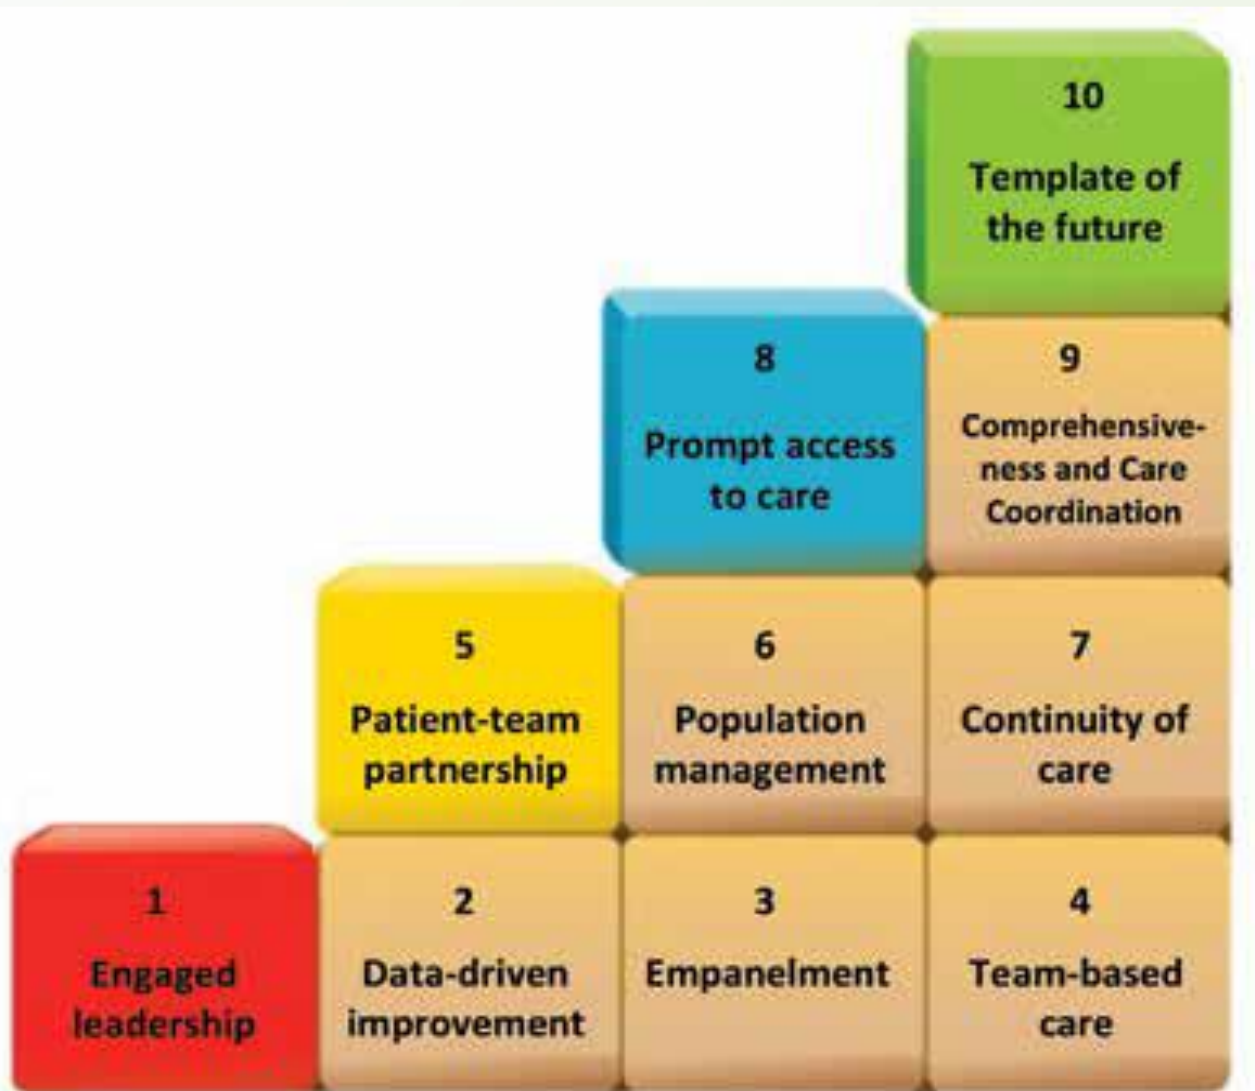 10
Template of
the future
8
Prompt access
to care
9
Comprehensive-
ness and Care
Coordination
5
Patient-team
partnership
6
Population
management
7
Continuity of
care
1
Engaged
leadership
2
Data-driven
improvement
3
Empanelment
4
Team-based
care